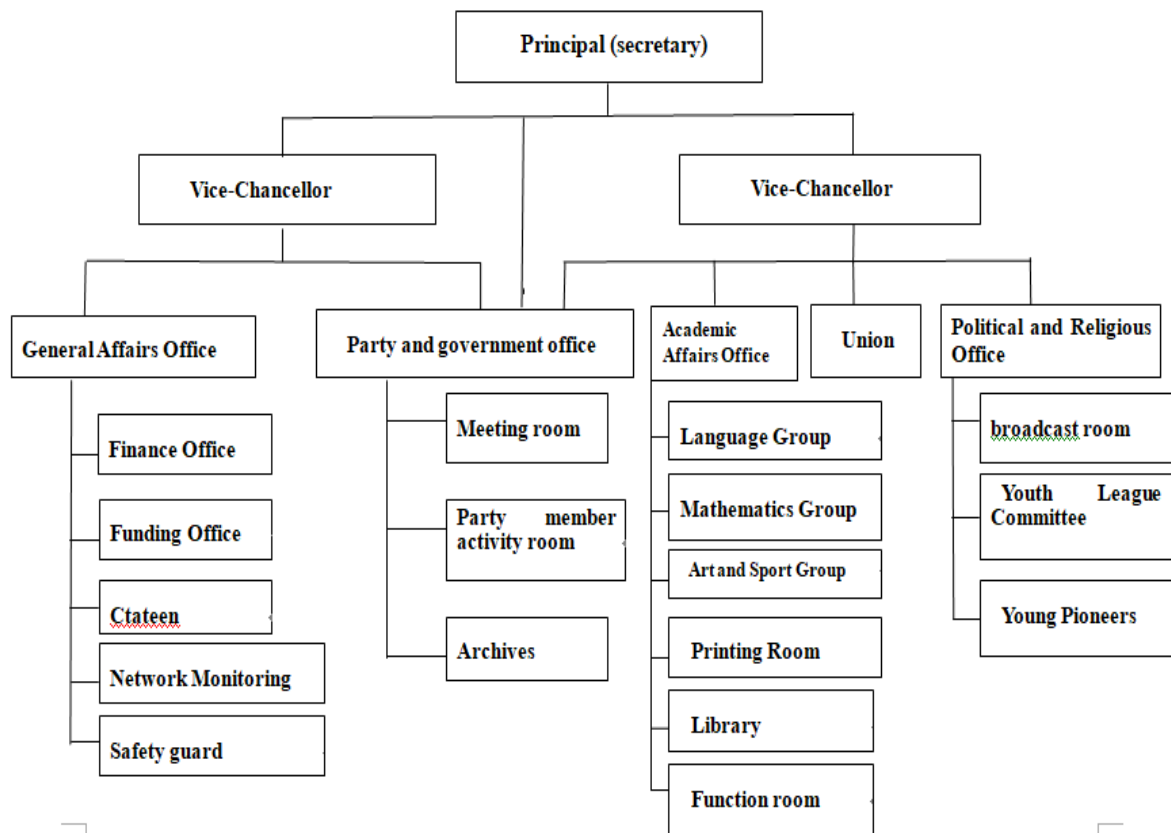 Principal (secretary)
Vice-Chancellor
Vice-Chancellor
General Affairs Office
Party and government office
Academic
Affairs Office
Union
Political and Religious
Office
Finance Office
Funding Office
Ctateen
Network Monitoring
Safety guard
Meeting room
Party member
activity room
Archives
Language Group
Mathematics Group
Art and Sport Group
Printing Room
Library
Function room
broadcast room
Youth League
Committee
Young Pioneers